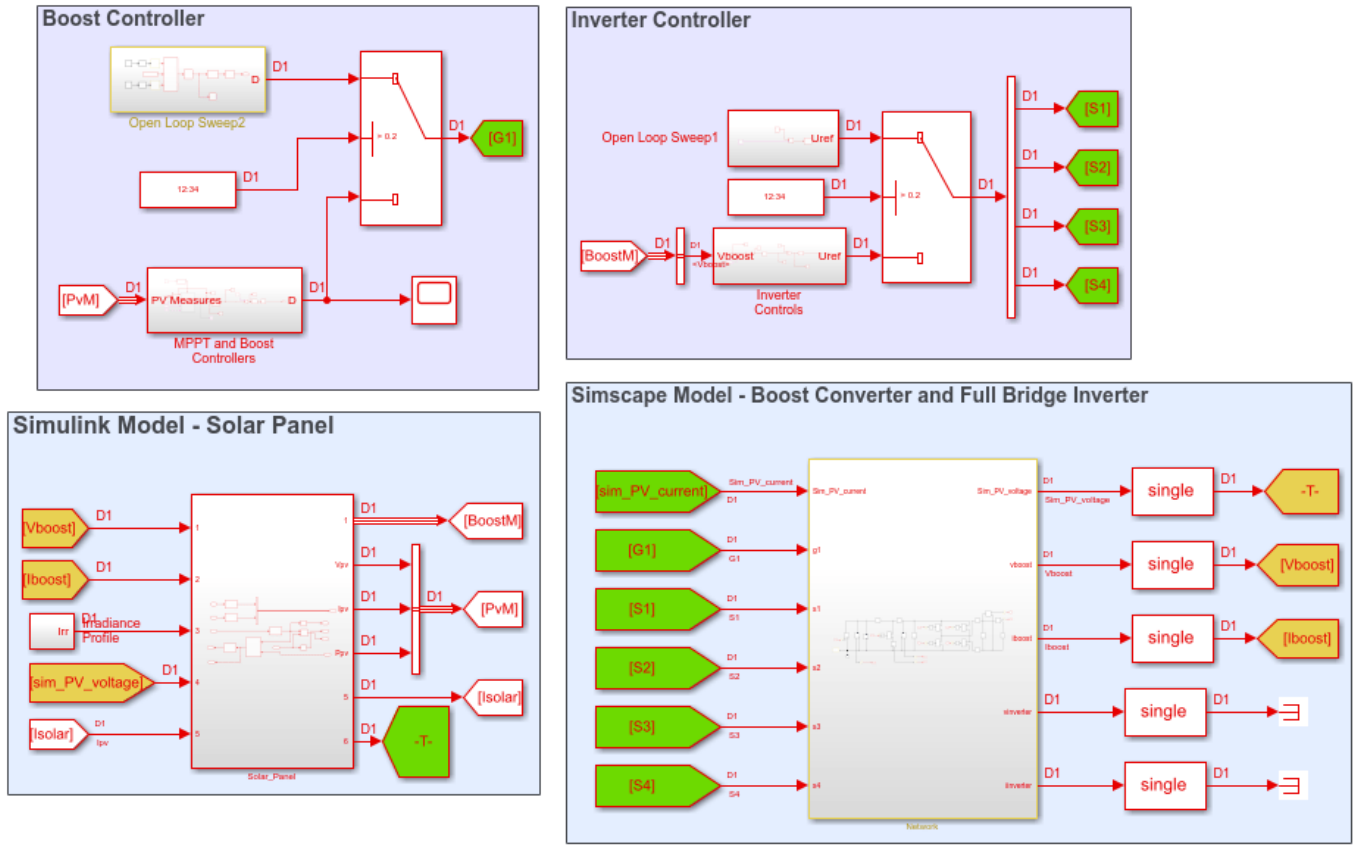 Boost Controller
D1
D
Open Loop Sweep2
> 0.2
D1
[G1]
12:34
D1
[PvM]
D1
PV Measures
D
D1
MPPT and Boost
Controllers
Inverter Controller
Open Loop Sweep1
Uref
D1
12:34
D1
> 0.2
D1
[BoostM]
D1
D1
<Vboost>
Vboost
Uref
D1
Inverter
Controls
D1
[S1]
D1
[S2]
D1
[S3]
D1
[S4]
Simulink Model - Solar Panel
[Vboost]
D1
1
[Iboost]
D1
2
Irr
D1
Irradiance
Profile
3
[sim_PV_voltage]
D1
4
[Isolar]
D1
Ipv
5
1
D1
[BoostM]
Vpv
D1
Ipv
D1
D1
[PvM]
Ppv
D1
5
D1
[Isolar]
6
D1
-T-
Solar_Panel
Simscape Model - Boost Converter and Full Bridge Inverter
[sim_PV_current]
Sim_PV_current
D1
Sim_PV_current
[G1]
D1
G1
g1
[S1]
D1
S1
s1
[S2]
D1
S2
s2
[S3]
D1
S3
s3
[S4]
D1
S4
s4
Sim_PV_voltage
D1
Sim_PV_voltage
single
D1
-T-
vboost
D1
Vboost
single
D1
[Vboost]
Iboost
D1
Iboost
single
D1
[Iboost]
D1
single
D1
D1
single
D1
Network